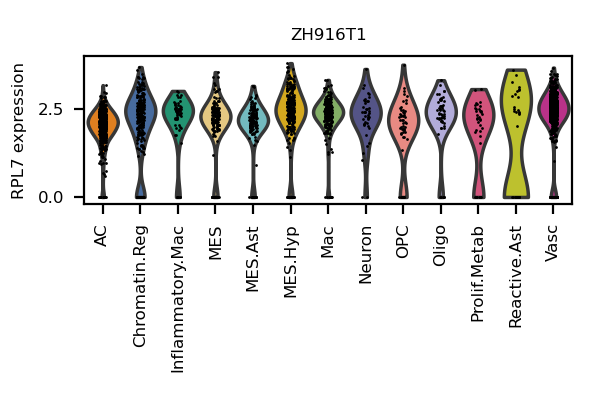 ZH916T1
RPL7 expression
2.5
0.0
AC
Chromatin.Reg
Inflammatory.Mac
MES
MES.Ast
MES.Hyp
Mac
Neuron
OPC
Oligo
Prolif.Metab
Reactive.Ast
Vasc